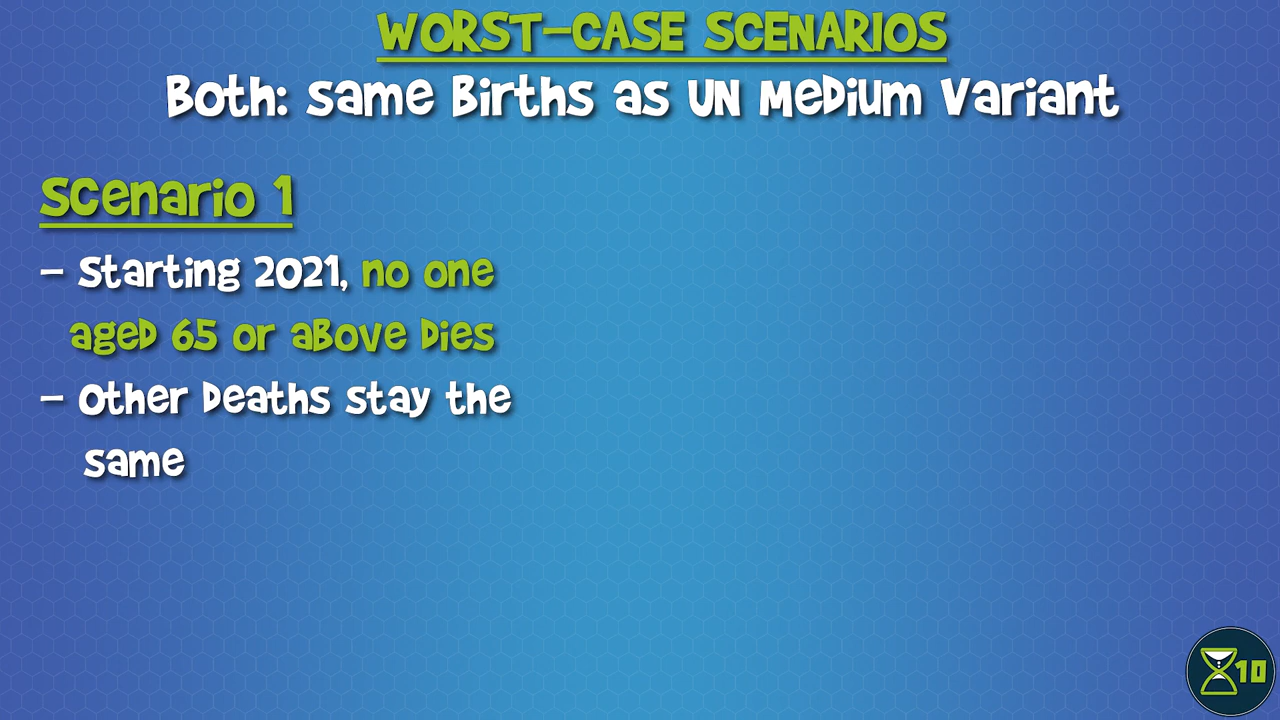 WORST-CASE SCENARIOS
Both: Same Births as UN Medium Variant
Scenario 1
- Starting 2021, no one
aged 65 or above dies
- Other deaths stay the
same
10